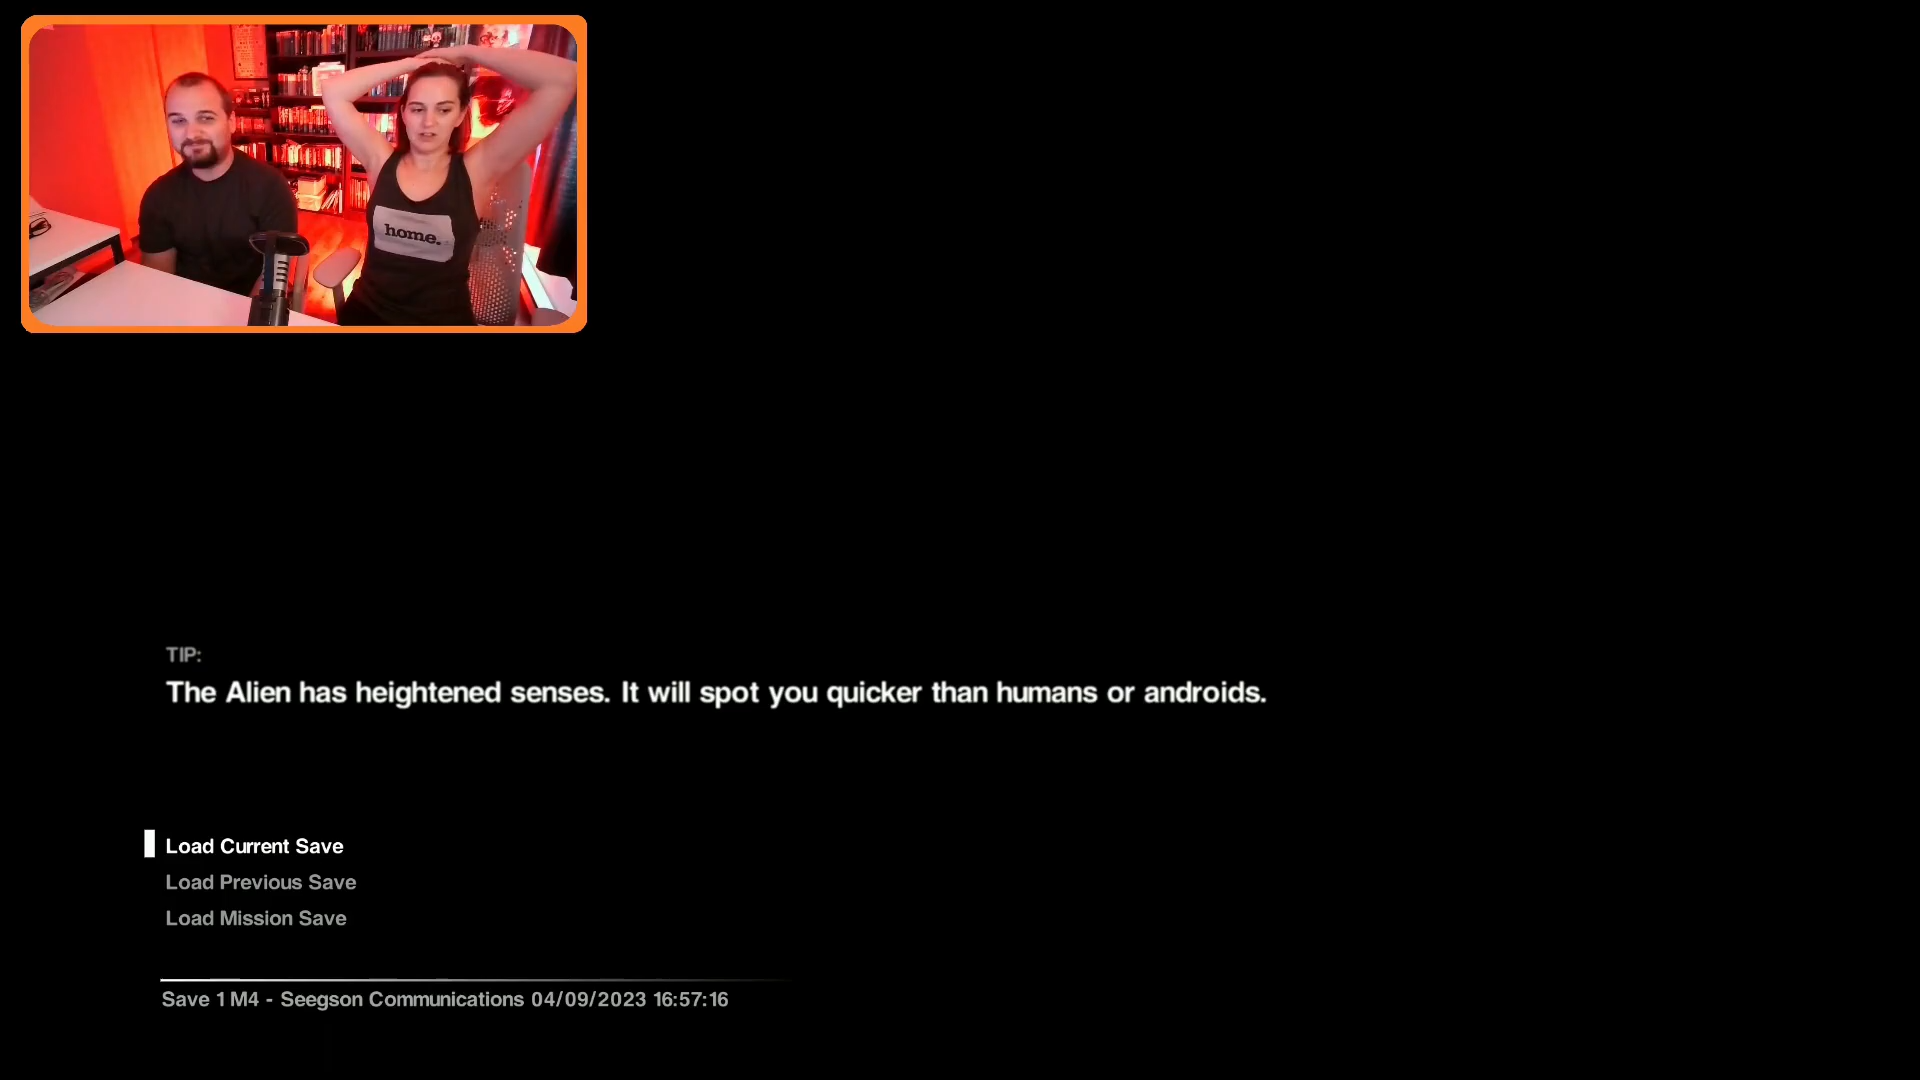 home.
TIP:
The Alien has heightened senses. It will spot you quicker than humans or androids.
Load Current Save
Load Previous Save
Load Mission Save
Save 1 M4 - Seegson Communications 04/09/2023 16:57:16